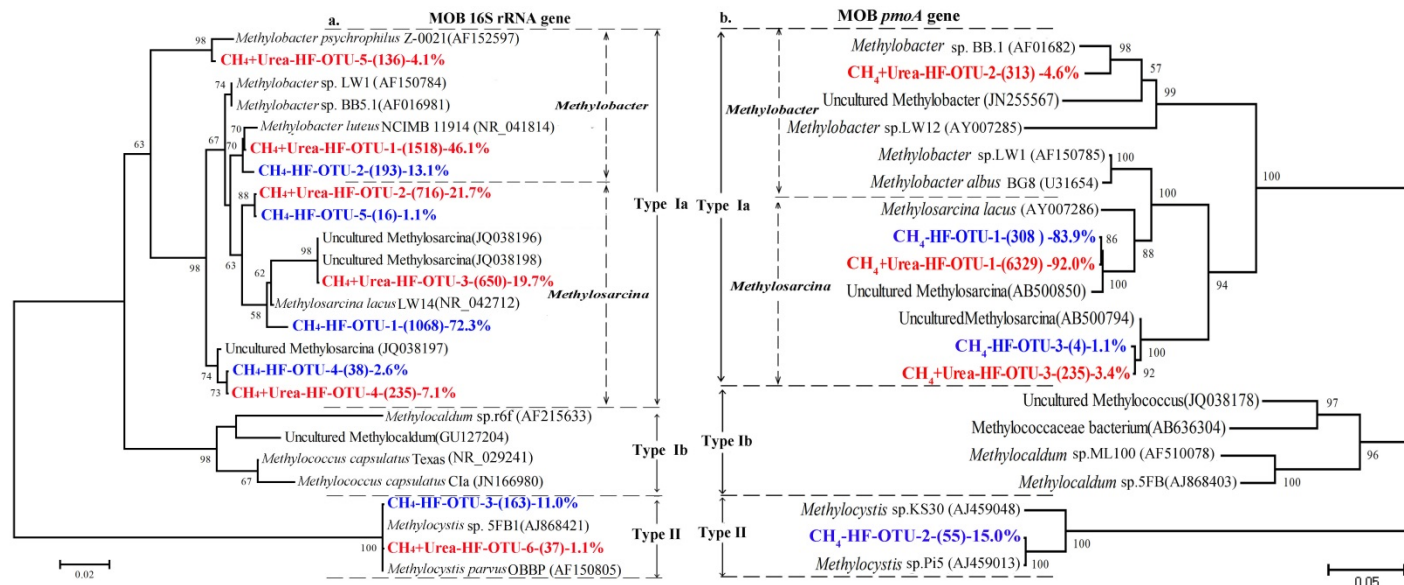 a. MOB 16S rRNA gene
98
Methylobacter psychrophilus Z-0021(AF152597)
CH₄+Urea-HF-OTU-5-(136)-4.1%
74
Methylobacter sp. LW1 (AF150784)
Methylobacter sp. BB5.1(AF016981)
Methylobacter
63
67
70
Methylobacter luteus NCIMB 11914 (NR_041814)
70
CH₄+Urea-HF-OTU-1-(1518)-46.1%
CH₄-HF-OTU-2-(193)-13.1%
88
CH₄+Urea-HF-OTU-2-(716)-21.7%
CH₄-HF-OTU-5-(16)-1.1%
Type Ia
Uncultured Methylosarcina(JQ038196)
98
63
62
Uncultured Methylosarcina(JQ038198)
98
CH₄+Urea-HF-OTU-3-(650)-19.7%
Methylosarcina
Methylosarcina lacus LW14(NR_042712)
58
CH₄-HF-OTU-1-(1068)-72.3%
Uncultured Methylosarcina (JQ038197)
74
CH₄-HF-OTU-4-(38)-2.6%
73
CH₄+Urea-HF-OTU-4-(235)-7.1%
Methylocaldum sp.r6f (AF215633)
Uncultured Methylocaldum(GU127204)
Type Ib
98
Methylococcus capsulatus Texas (NR_029241)
67
Methylococcus capsulatus CIa (JN166980)
CH₄-HF-OTU-3-(163)-11.0%
Methylocystis sp. 5FB1(AJ868421)
Type II
100
CH₄+Urea-HF-OTU-6-(37)-1.1%
Methylocystis parvus OBBP (AF150805)
0.02
b. MOB pmoA gene
Methylobacter sp. BB.1 (AF01682)
98
CH₄+Urea-HF-OTU-2-(313) -4.6%
57
Uncultured Methylobacter (JN255567)
99
Methylobacter
Methylobacter sp.LW12 (AY007285)
Methylobacter sp.LW1 (AF150785)
100
Methylobacter albus BG8 (U31654)
100
100
Type Ia
Methylosarcina lacus (AY007286)
CH₄-HF-OTU-1-(308 ) -83.9%
86
88
CH₄+Urea-HF-OTU-1-(6329) -92.0%
100
94
Methylosarcina
Uncultured Methylosarcina(AB500850)
UnculturedMethylosarcina(AB500794)
CH₄-HF-OTU-3-(4)-1.1%
100
CH₄+Urea-HF-OTU-3-(235)-3.4%
92
Uncultured Methylococcus(JQ038178)
97
Methylococcaceae bacterium(AB636304)
Type Ib
96
Methylocaldum sp.ML100 (AF510078)
Methylocaldum sp.5FB(AJ868403)
100
Methylocystis sp.KS30 (AJ459048)
Type II
CH₄-HF-OTU-2-(55)-15.0%
100
Methylocystis sp.Pi5 (AJ459013)
100
0.05